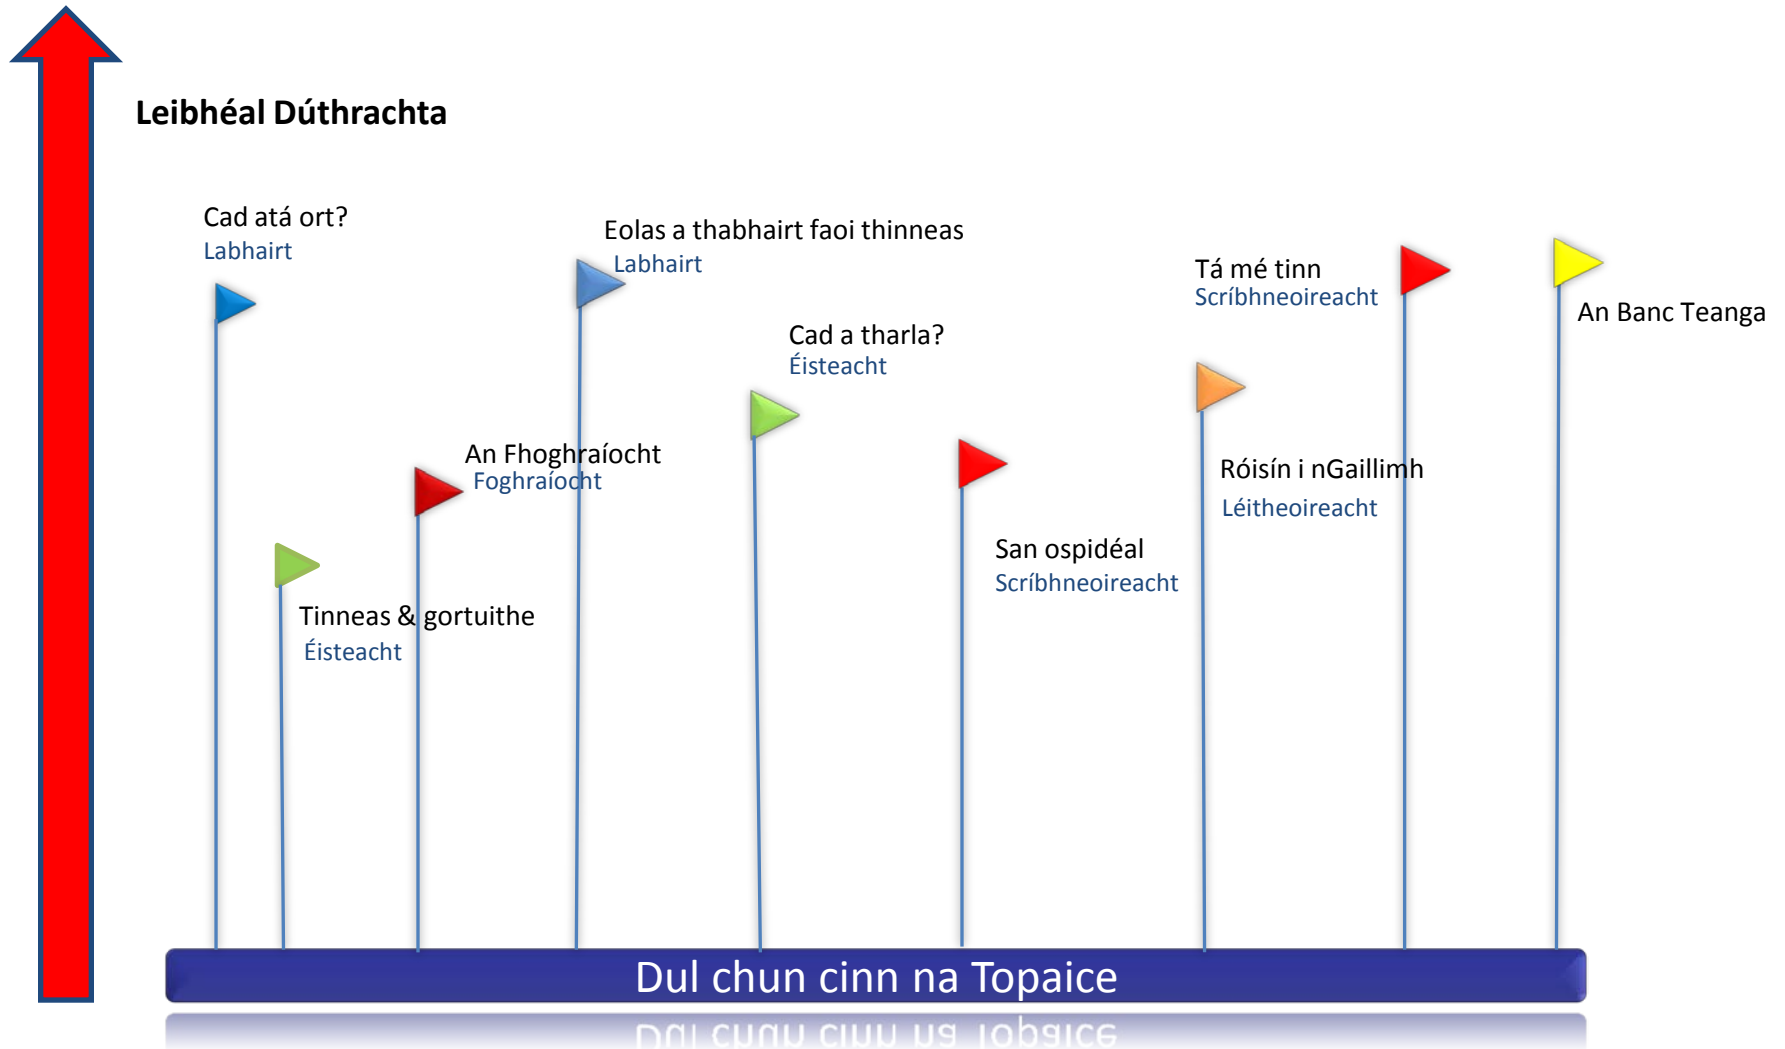 Leibhéal Dúthrachta
Cad atá ort?
Labhairt
Tinneas & gortuithe
Éisteacht
An Fhoghraíocht
Foghraíocht
Eolas a thabhairt faoi thinneas
Labhairt
Cad a tharla?
Éisteacht
San ospidéal
Scríbhneoireacht
Róisín i nGaillimh
Léitheoireacht
Tá mé tinn
Scríbhneoireacht
An Banc Teanga
Dul chun cinn na Topaice